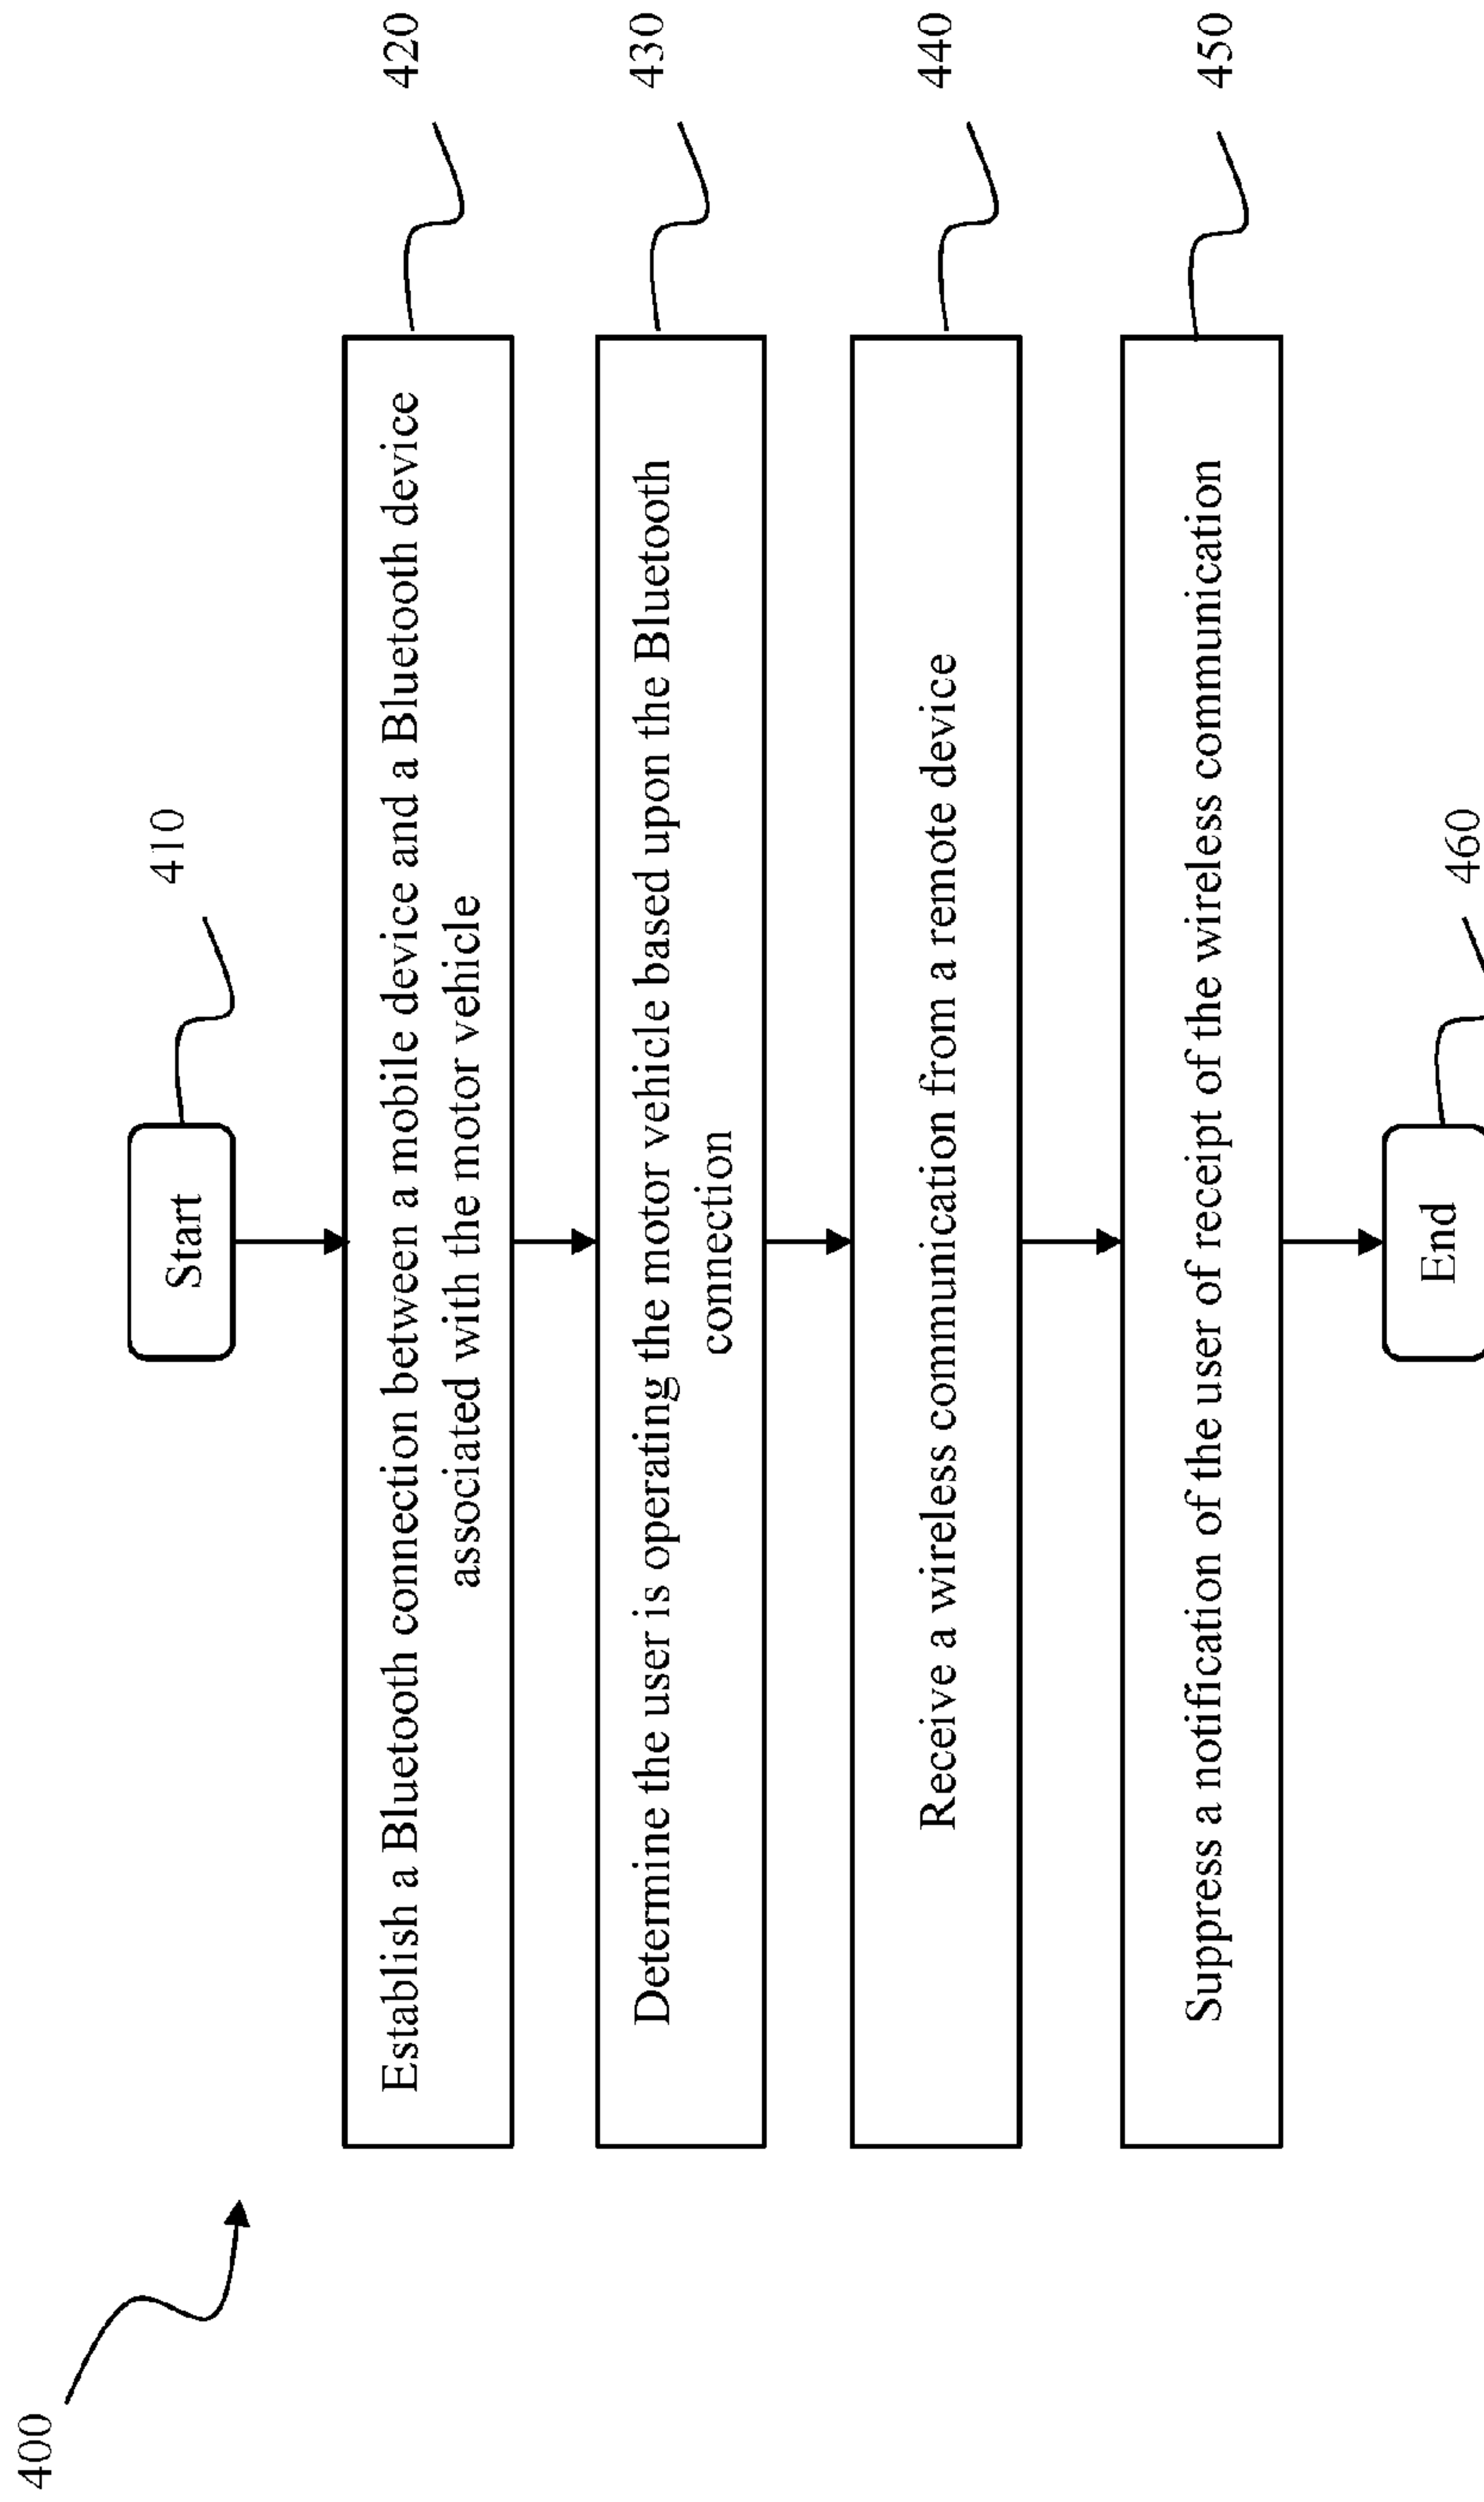 400
Start
410
Establish a Bluetooth connection between a mobile device and a Bluetooth device
associated with the motor vehicle
420
Determine the user is operating the motor vehicle based upon the Bluetooth
connection
430
Receive a wireless communication from a remote device
440
Suppress a notification of the user of receipt of the wireless communication
450
End
460